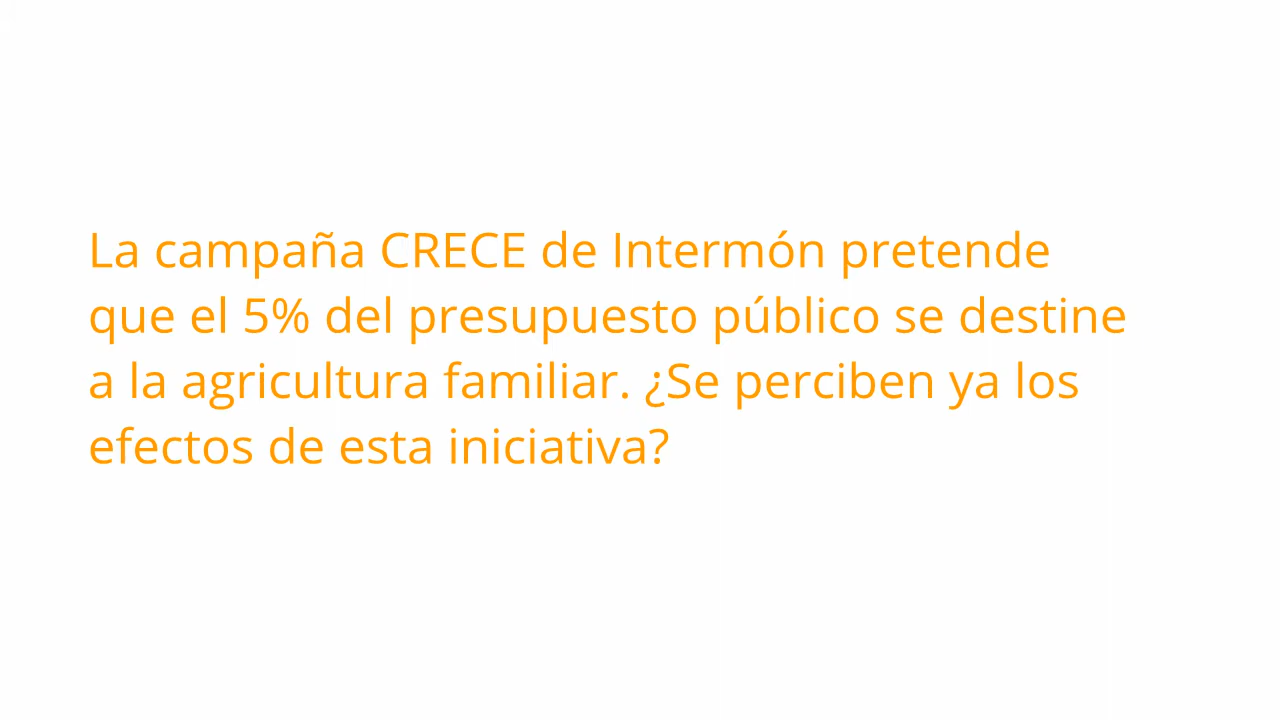 La campaña CRECE de Intermón pretende
que el 5% del presupuesto público se destine
a la agricultura familiar. ¿Se perciben ya los
efectos de esta iniciativa?